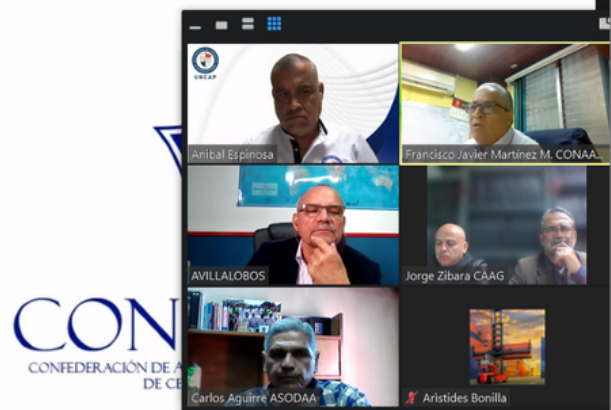 UNCAP
Anibal Espinosa
Francisco Javier Martínez M. CONAA...
AVILLALOBOS
Jorge Zibara CAAG
CON
Carlos Aguirre ASODAA
Aristides Bonilla
CONFEDERACIÓN DE A
DE CE